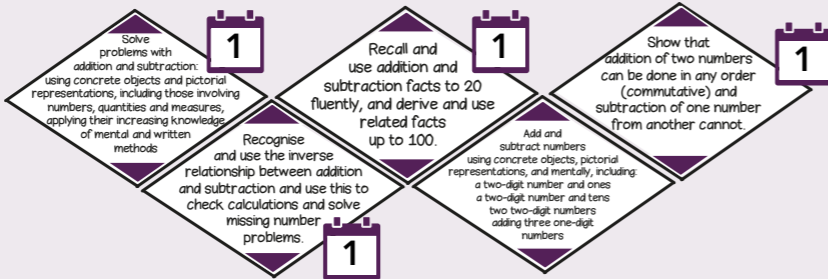 Solve
problems with
addition and subtraction:
using concrete objects and pictorial
representations, including those involving
numbers, quantities and measures,
applying their increasing knowledge
of mental and written
methods
1
Recall and
use addition and
subtraction facts to 20
fluently, and derive and use
related facts
up to 100.
1
Show that
addition of two numbers
can be done in any order
(commutative) and
subtraction of one number
from another cannot.
1
Recognise
and use the inverse
relationship between addition
and subtraction and use this to
check calculations and solve
missing number
problems.
1
Add and
subtract numbers
using concrete objects, pictorial
representations, and mentally, including:
a two-digit number and ones
a two-digit number and tens
two two-digit numbers
adding three one-digit
numbers